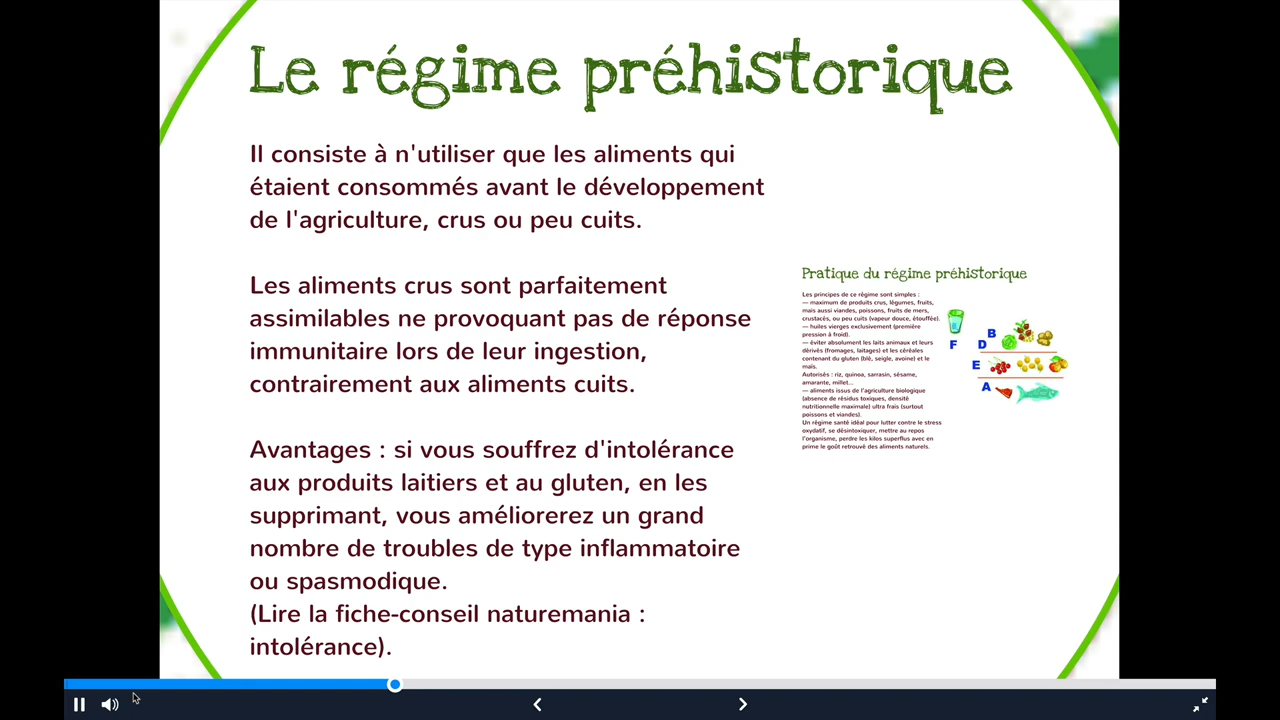 Le régime préhistorique
Il consiste à n'utiliser que les aliments qui
étaient consommés avant le développement
de l'agriculture, crus ou peu cuits.
Les aliments crus sont parfaitement
assimilables ne provoquant pas de réponse
immunitaire lors de leur ingestion,
contrairement aux aliments cuits.
Avantages : si vous souffrez d'intolérance
aux produits laitiers et au gluten, en les
supprimant, vous améliorerez un grand
nombre de troubles de type inflammatoire
ou spasmodique.
(Lire la fiche-conseil naturemania :
intolérance).
Pratique du régime préhistorique
Les principes de ce régime sont simples :
— maximum de produits crus, légumes, fruits,
mais aussi viandes, poissons, fruits de mers,
crustacés, ou peu cuits (vapeur douce, étouffée).
— huiles vierges exclusivement (première
pression à froid).
— éviter absolument les laits animaux et leurs
dérivés (fromages, laitages) et les céréales
contenant du gluten (blé, seigle, avoine) et le
maïs.
Autorisés : riz, quinoa, sarrasin, sésame,
amarante, millet...
— aliments issus de l'agriculture biologique
(absence de résidus toxiques, densité
nutritionnelle maximale) ultra frais (surtout
poissons et viandes).
Un régime santé idéal pour lutter contre le stress
oxydatif, se désintoxiquer, mettre au repos
l'organisme, perdre les kilos superflus avec en
prime le goût retrouvé des aliments naturels.
F
B
D
E
A